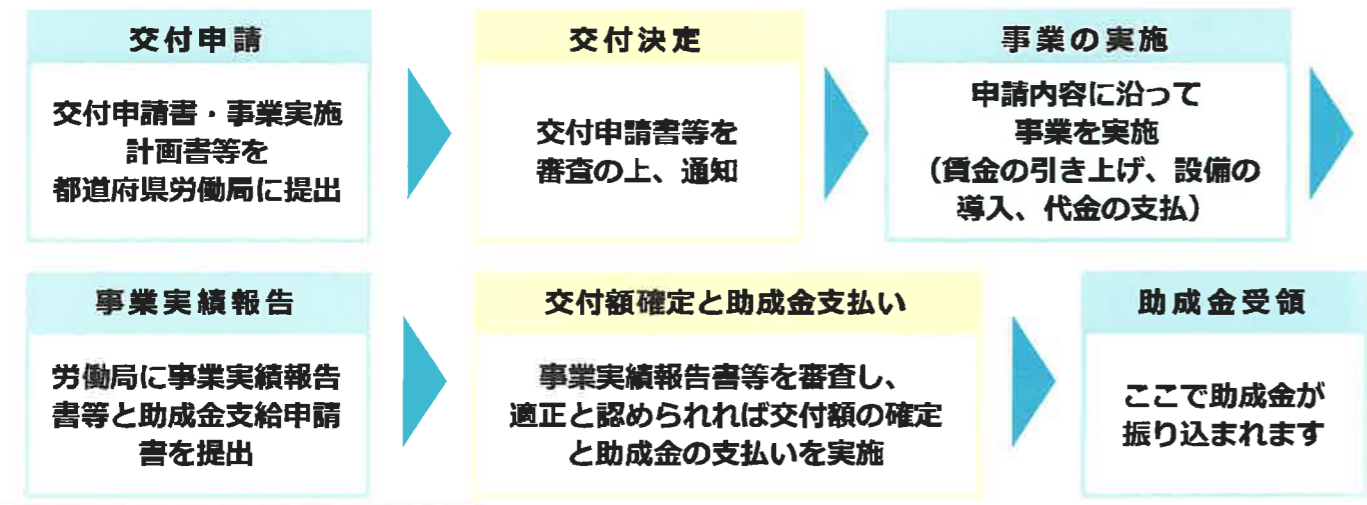 交付申請
交付申請書・事業実施
計画書等を
都道府県労働局に提出
交付決定
交付申請書等を
審査の上、通知
事業の実施
申請内容に沿って
事業を実施
（賃金の引き上げ、設備の
導入、代金の支払）
事業実績報告
労働局に事業実績報告
書等と助成金支給申請
書を提出
交付額確定と助成金支払い
事業実績報告書等を審査し、
適正と認められれば交付額の確定
と助成金の支払いを実施
助成金受領
ここで助成金が
振り込まれます